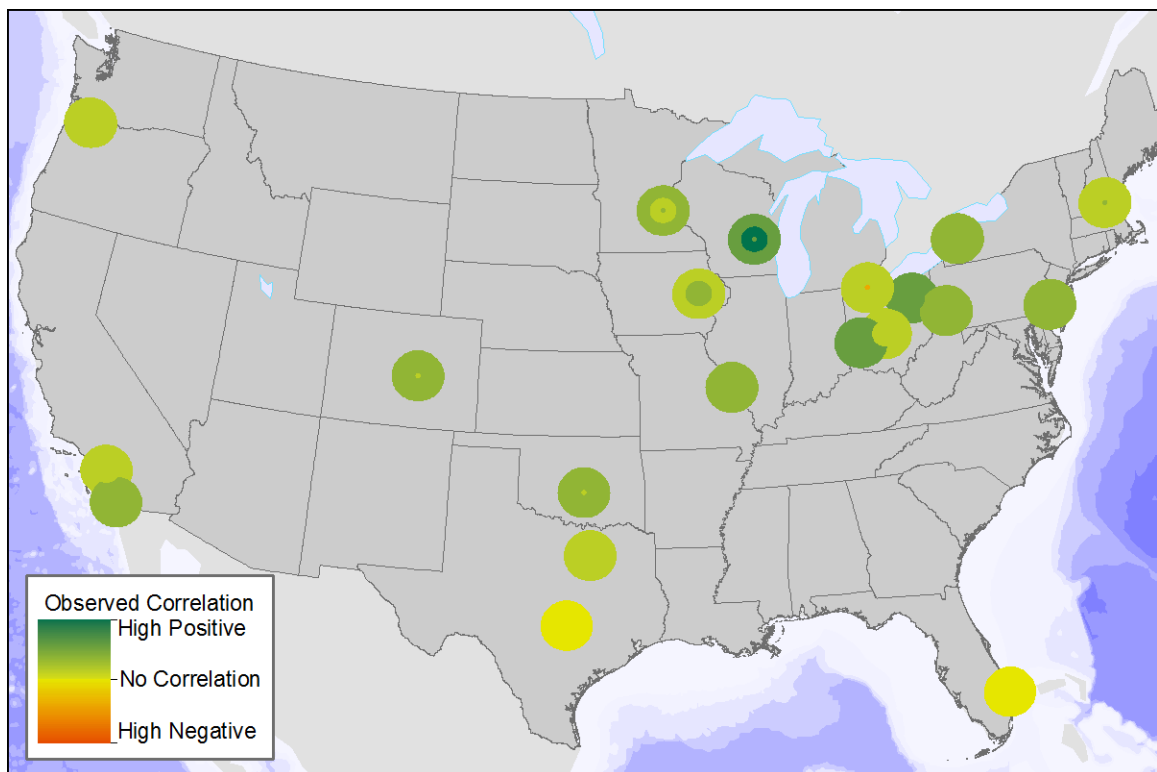 Observed Correlation
High Positive
No Correlation
High Negative